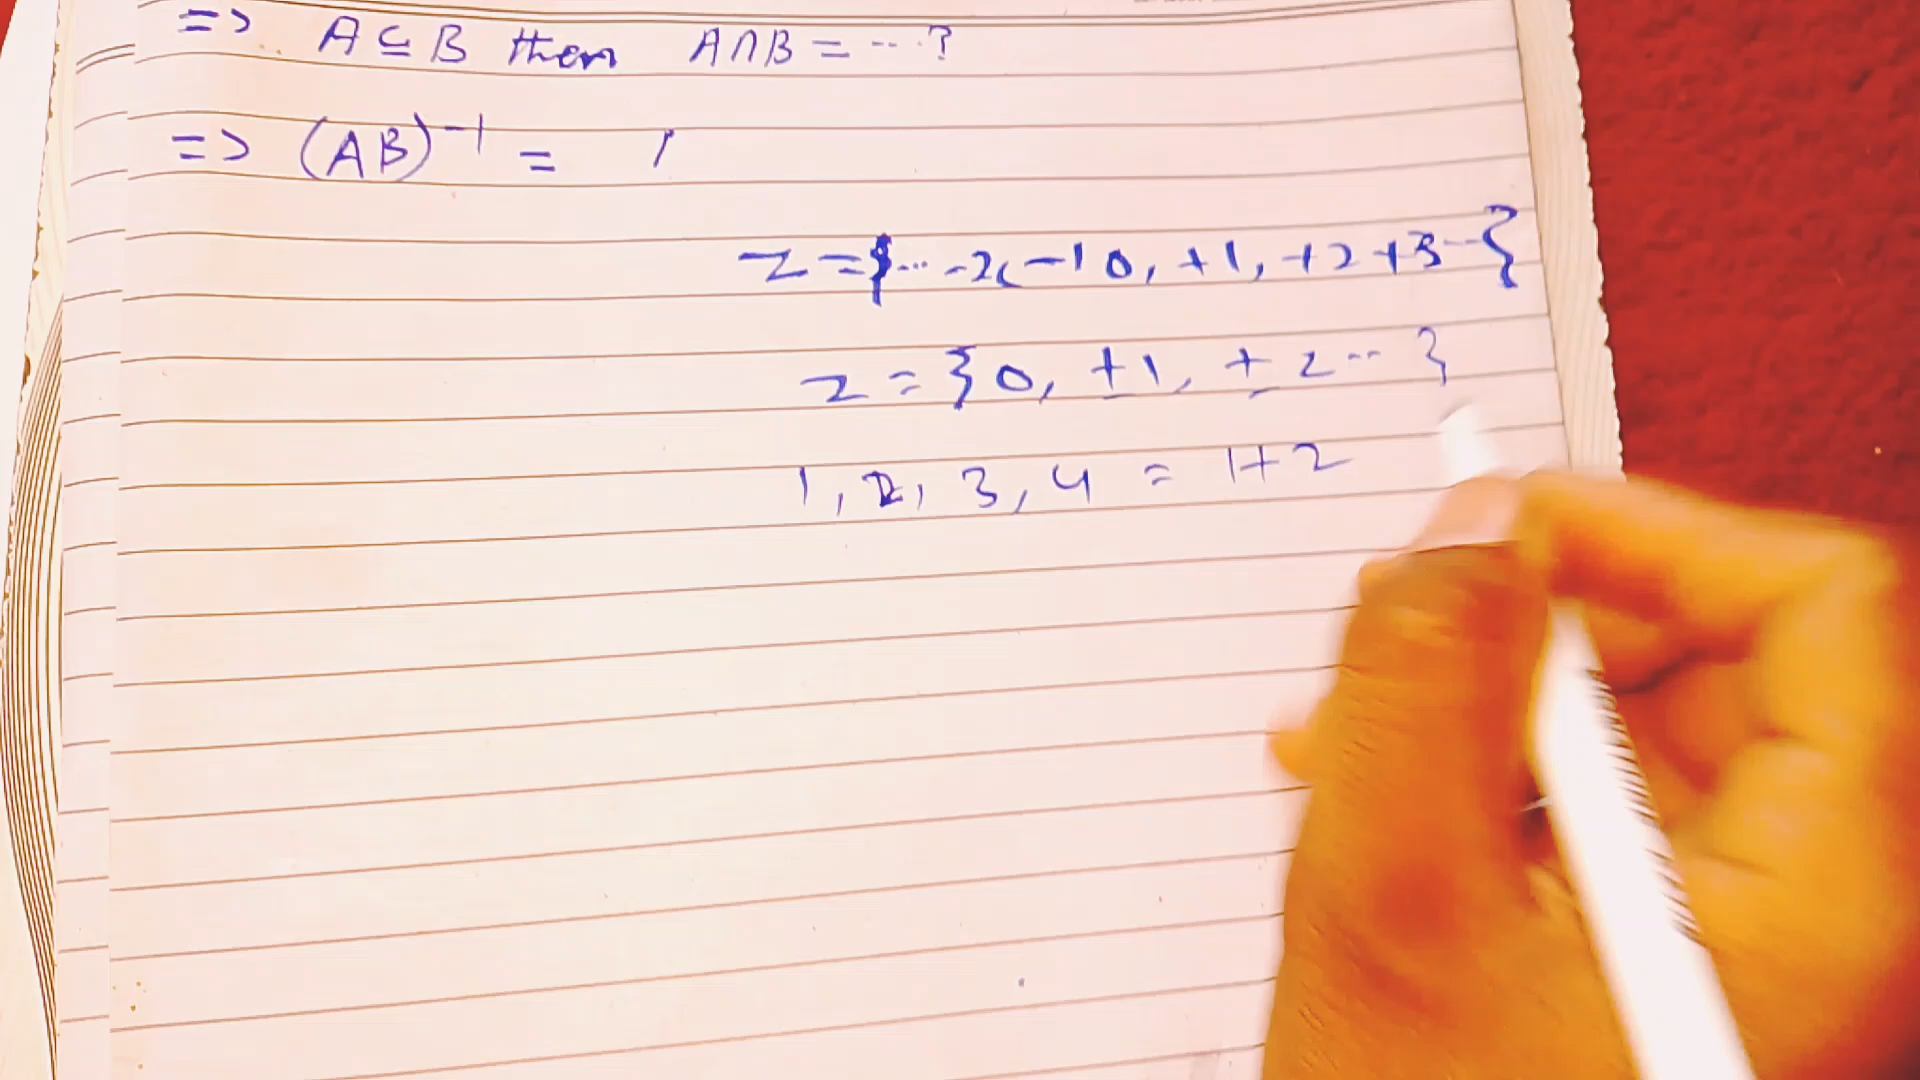 => A ⊆ B then A∩B = ...?
=> (AB)⁻¹ =
Z = {... -2, -1 0, +1, +2 +3 ... }
Z = {0, ±1, ±2 ... }
1, 2, 3, 4 = 1+2